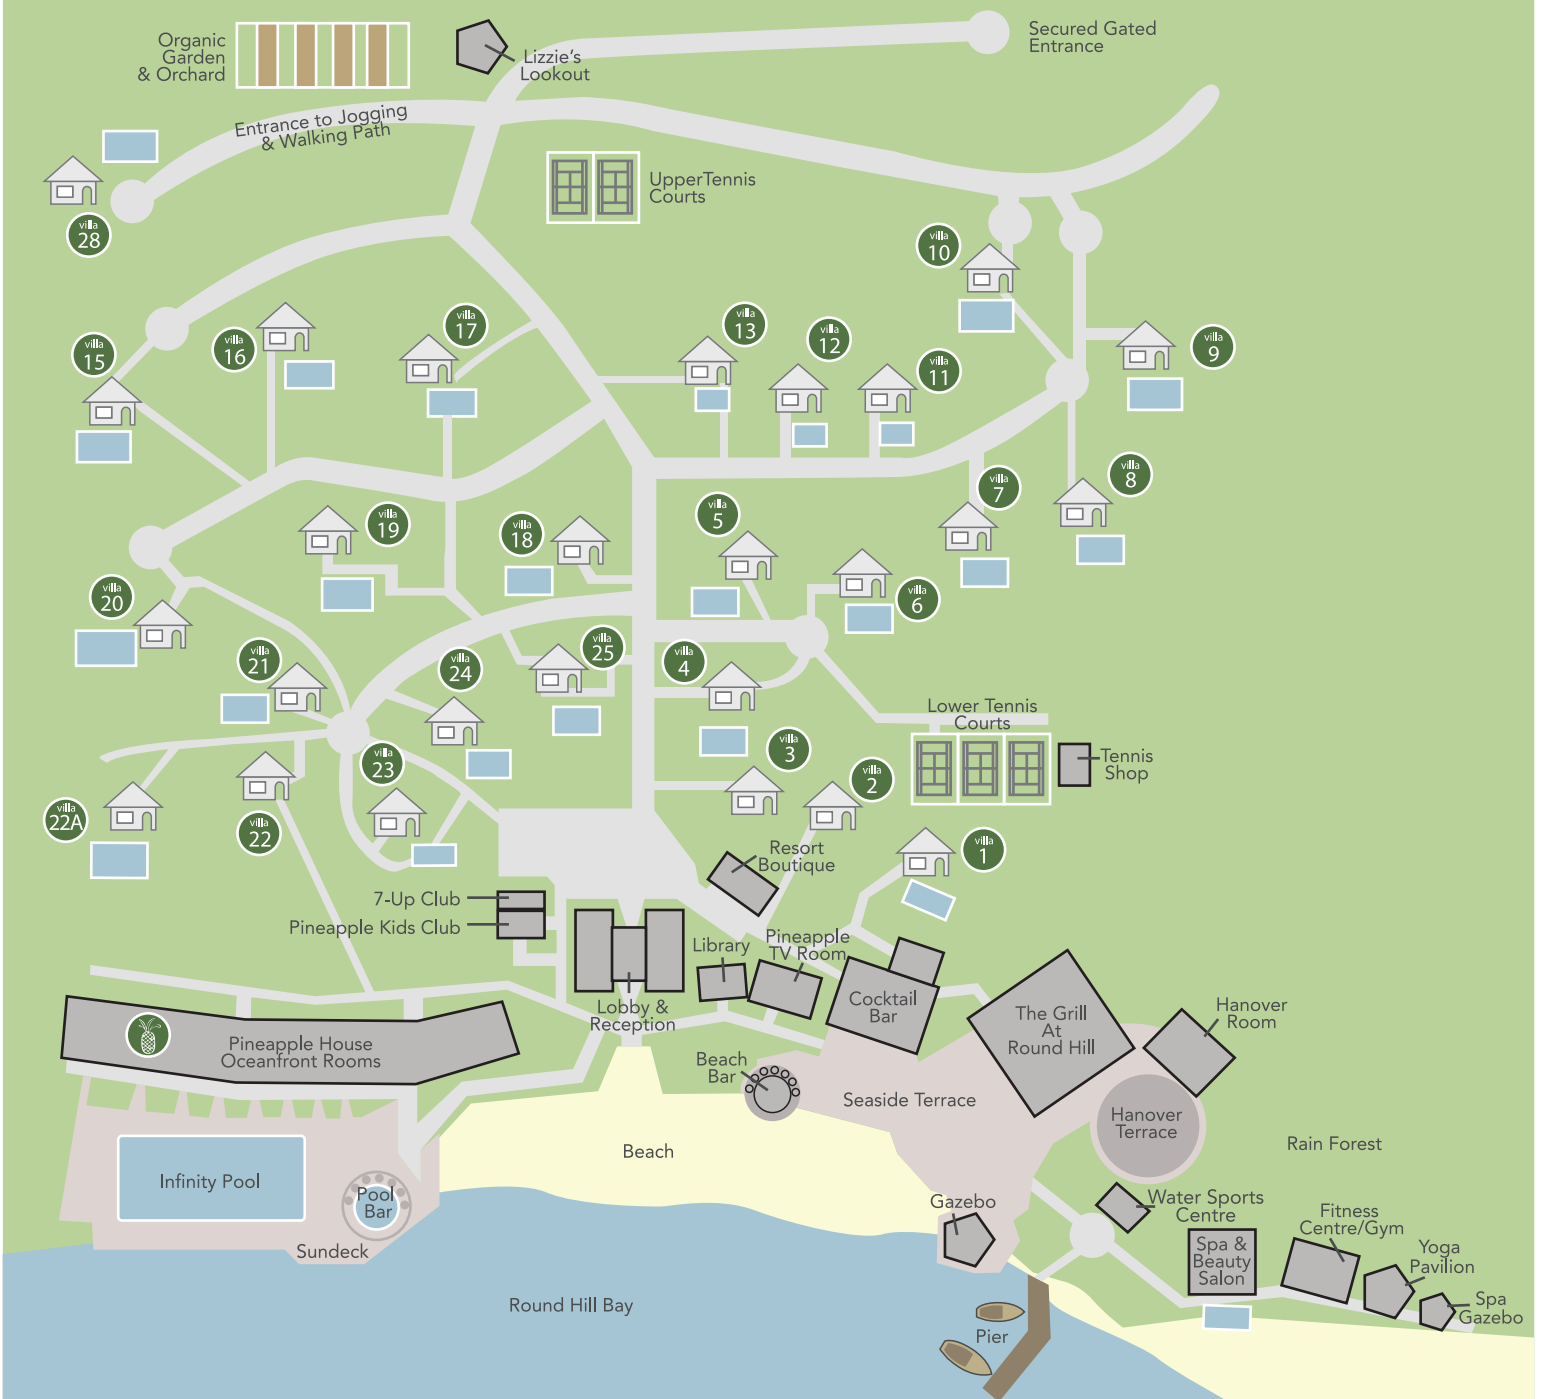 Organic
Garden
& Orchard
Lizzie's
Lookout
Secured Gated
Entrance
Entrance to Jogging
& Walking Path
UpperTennis
Courts
villa
28
villa
10
villa
15
villa
16
villa
17
villa
13
villa
12
villa
11
villa
9
villa
8
villa
7
villa
5
villa
19
villa
18
villa
6
villa
20
villa
21
villa
24
villa
25
villa
4
Lower Tennis
Courts
Tennis
Shop
villa
3
villa
2
villa
23
villa
22A
villa
22
villa
1
Resort
Boutique
7-Up Club
Pineapple Kids Club
Library
Pineapple
TV Room
Lobby &
Reception
Cocktail
Bar
The Grill
At
Round Hill
Hanover
Room
Pineapple House
Oceanfront Rooms
Beach
Bar
Seaside Terrace
Hanover
Terrace
Rain Forest
Beach
Infinity Pool
Pool
Bar
Sundeck
Gazebo
Water Sports
Centre
Spa &
Beauty
Salon
Fitness
Centre/Gym
Yoga
Pavilion
Spa
Gazebo
Round Hill Bay
Pier